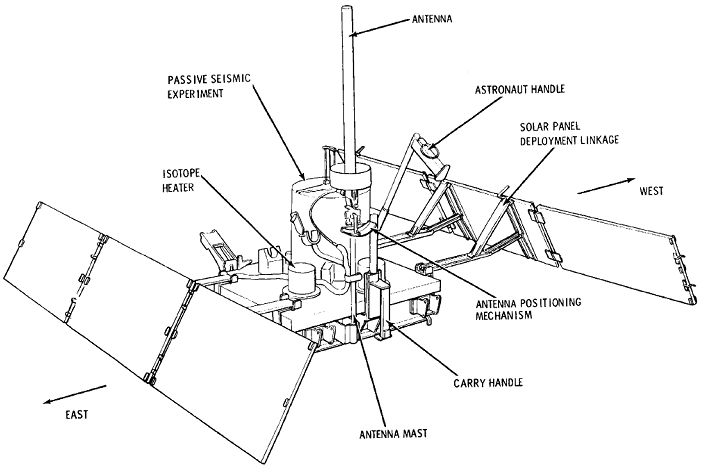 ANTENNA
PASSIVE SEISMIC
EXPERIMENT
ASTRONAUT HANDLE
SOLAR PANEL
DEPLOYMENT LINKAGE
ISOTOPE
HEATER
WEST
ANTENNA POSITIONING
MECHANISM
CARRY HANDLE
EAST
ANTENNA MAST